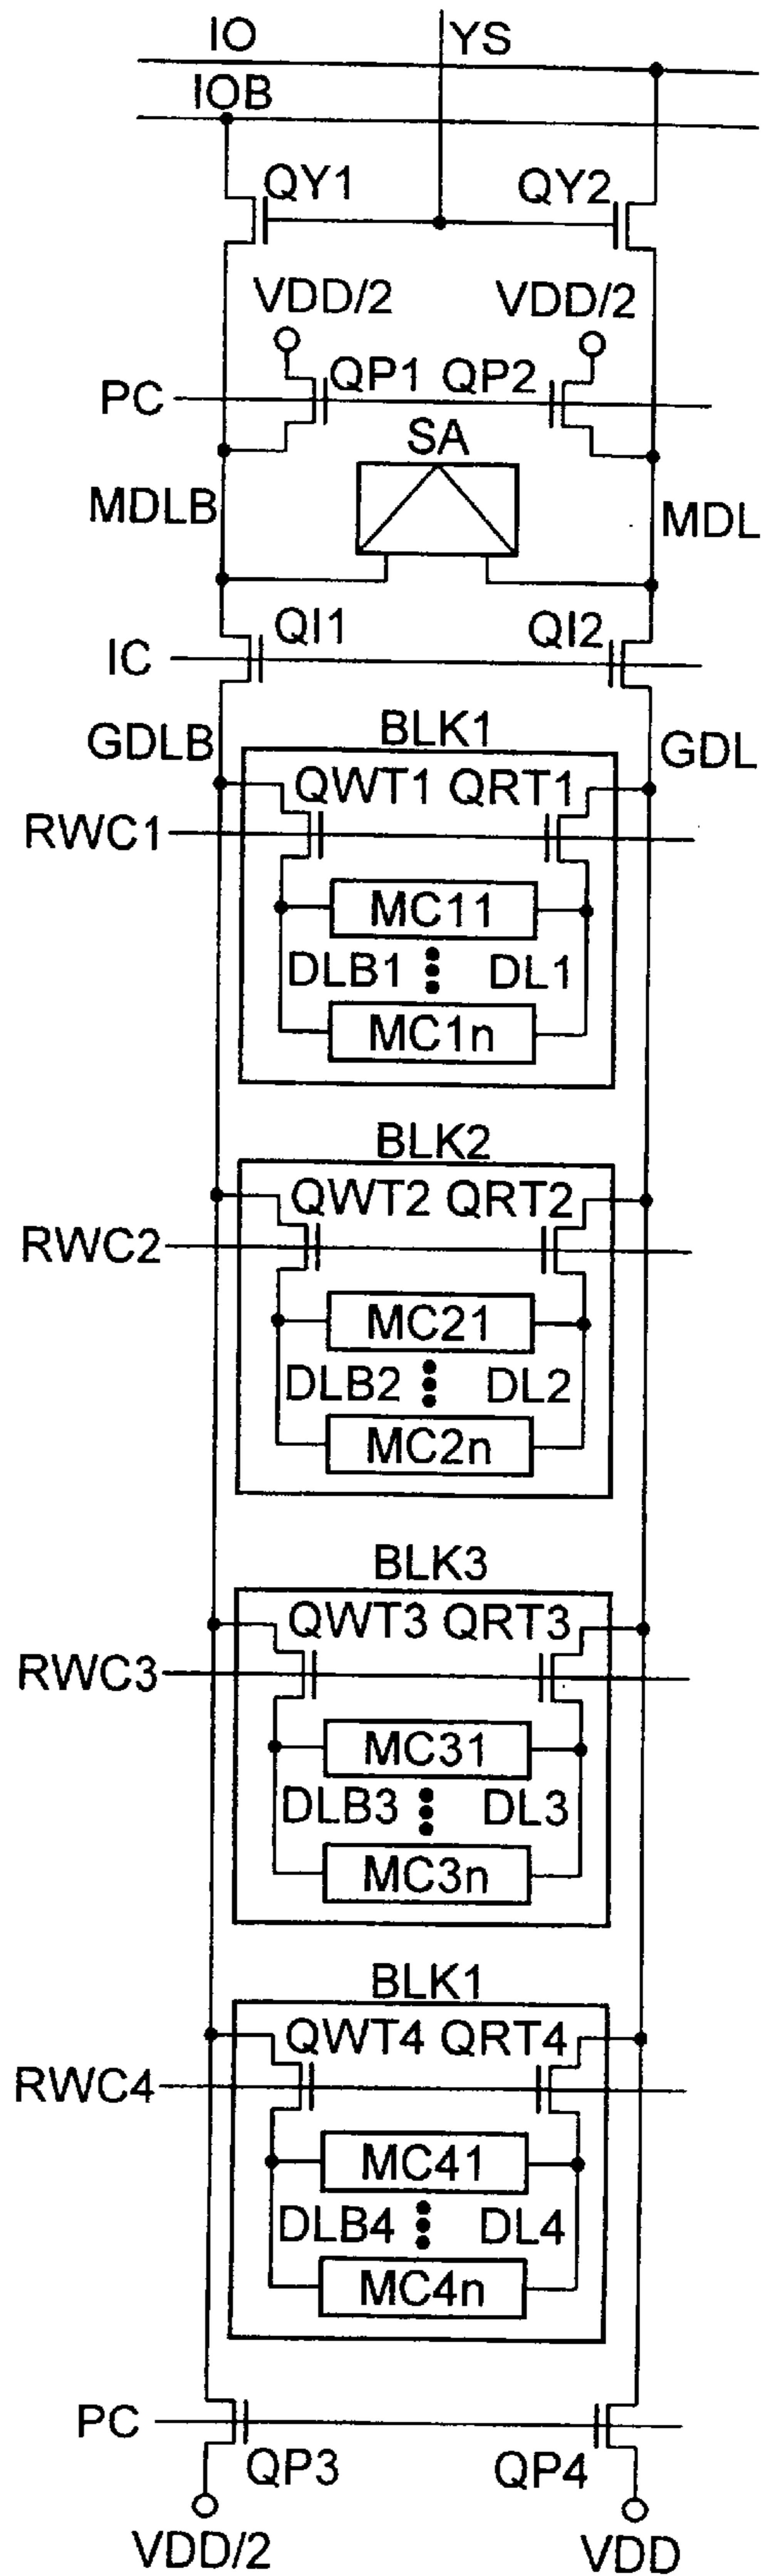 IO YS
IOB
QY1 QY2
VDD/2 VDD/2
PC QP1 QP2
SA
MDLB MDL
IC QI1 QI2
GDLB BLK1 GDL
QWT1 QRT1
RWC1
MC11
DLB1 DL1
MC1n
BLK2
QWT2 QRT2
RWC2
MC21
DLB2 DL2
MC2n
BLK3
QWT3 QRT3
RWC3
MC31
DLB3 DL3
MC3n
BLK1
QWT4 QRT4
RWC4
MC41
DLB4 DL4
MC4n
PC
QP3 QP4
VDD/2 VDD